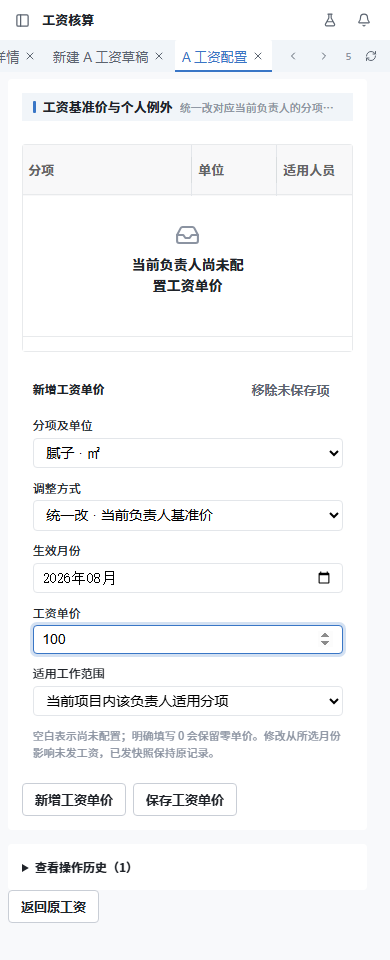 工资核算
详情 × 新建 A 工资草稿 × A 工资配置 × 5
工资基准价与个人例外 统一改对应当前负责人的分项…
分项 单位 适用人员
当前负责人尚未配
置工资单价
新增工资单价 移除未保存项
分项及单位
腻子 · ㎡
调整方式
统一改 · 当前负责人基准价
生效月份
2026年08月
工资单价
100
适用工作范围
当前项目内该负责人适用分项
空白表示尚未配置；明确填写 0 会保留零单价。修改从所选月份
影响未发工资，已发快照保持原记录。
新增工资单价 保存工资单价
查看操作历史（1）
返回原工资